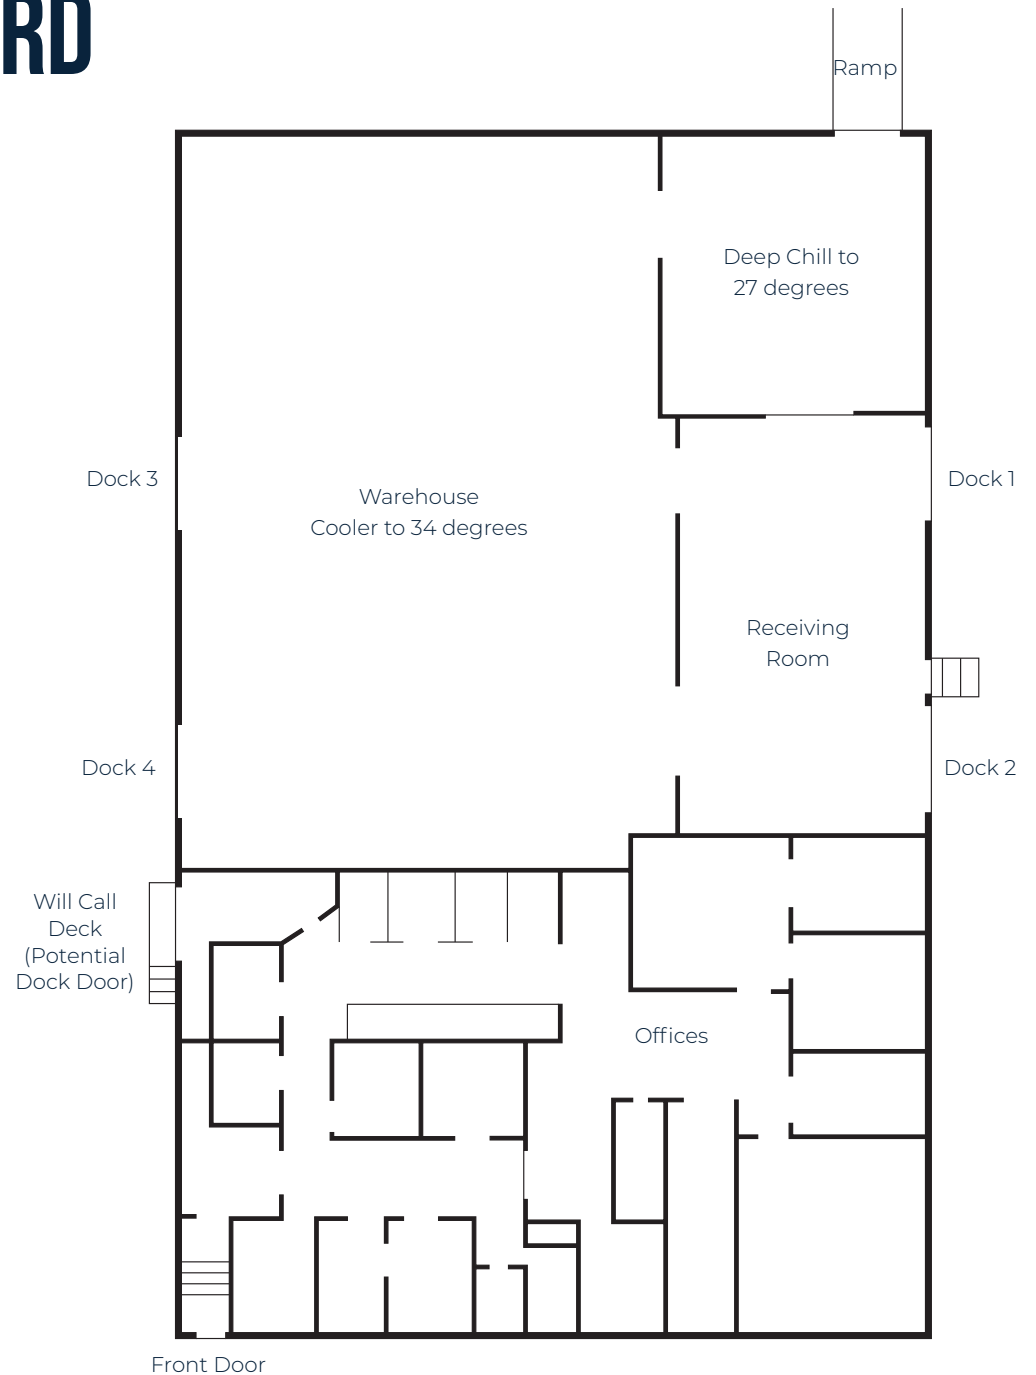 RD
Ramp
Deep Chill to
27 degrees
Dock 3
Dock 1
Warehouse
Cooler to 34 degrees
Receiving
Room
Dock 4
Dock 2
Will Call
Deck
(Potential
Dock Door)
Offices
Front Door